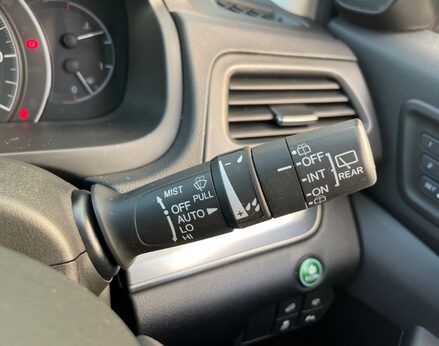 MIST
PULL
OFF
AUTO
LO
HI
- 
+
OFF
INT
ON
REAR